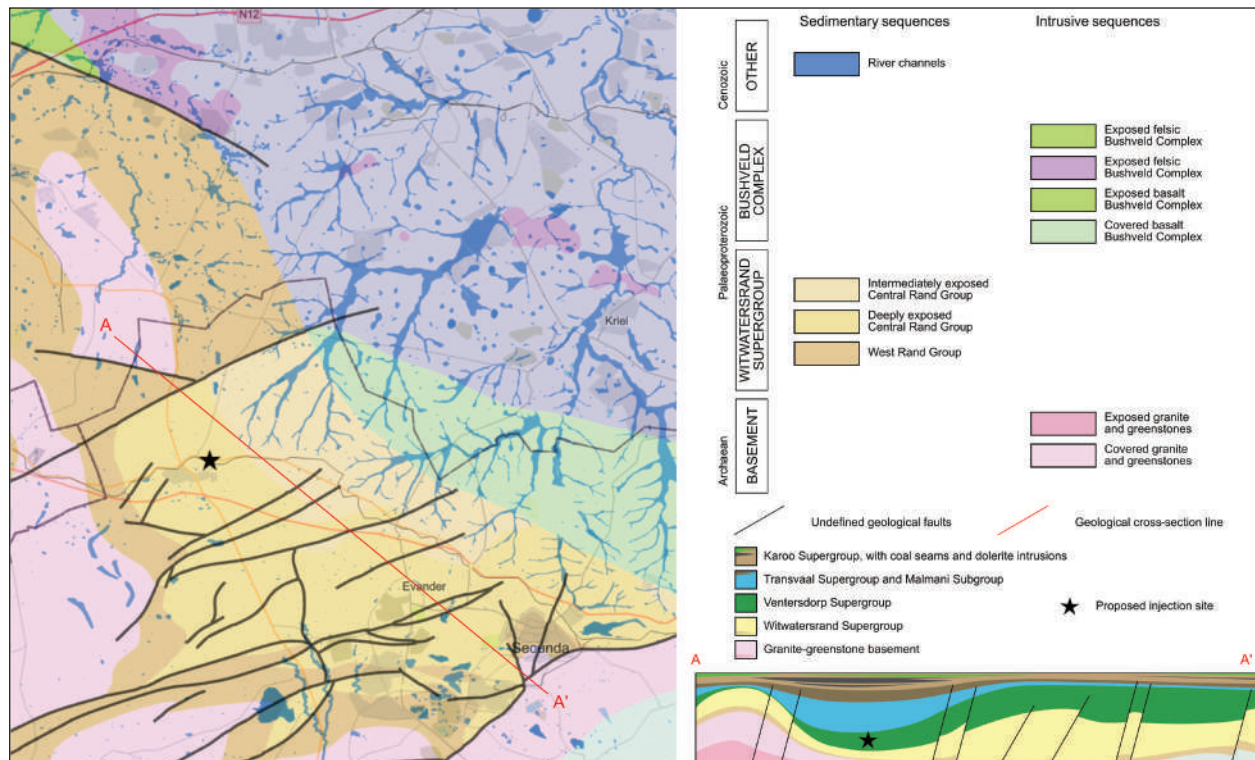 N12
Kriel
A
Evander
Secunda
A'
Sedimentary sequences
Intrusive sequences
Cenozoic
OTHER
River channels
Palaeoproterozoic
BUSHVELD
COMPLEX
Exposed felsic
Bushveld Complex
Exposed felsic
Bushveld Complex
Exposed basalt
Bushveld Complex
Covered basalt
Bushveld Complex
WITWATERSRAND
SUPERGROUP
Intermediately exposed
Central Rand Group
Deeply exposed
Central Rand Group
West Rand Group
Archaean
BASEMENT
Exposed granite
and greenstones
Covered granite
and greenstones
Undefined geological faults
Geological cross-section line
Karoo Supergroup, with coal seams and dolerite intrusions
Transvaal Supergroup and Malmani Subgroup
Ventersdorp Supergroup
Proposed injection site
Witwatersrand Supergroup
Granite-greenstone basement
A
A'